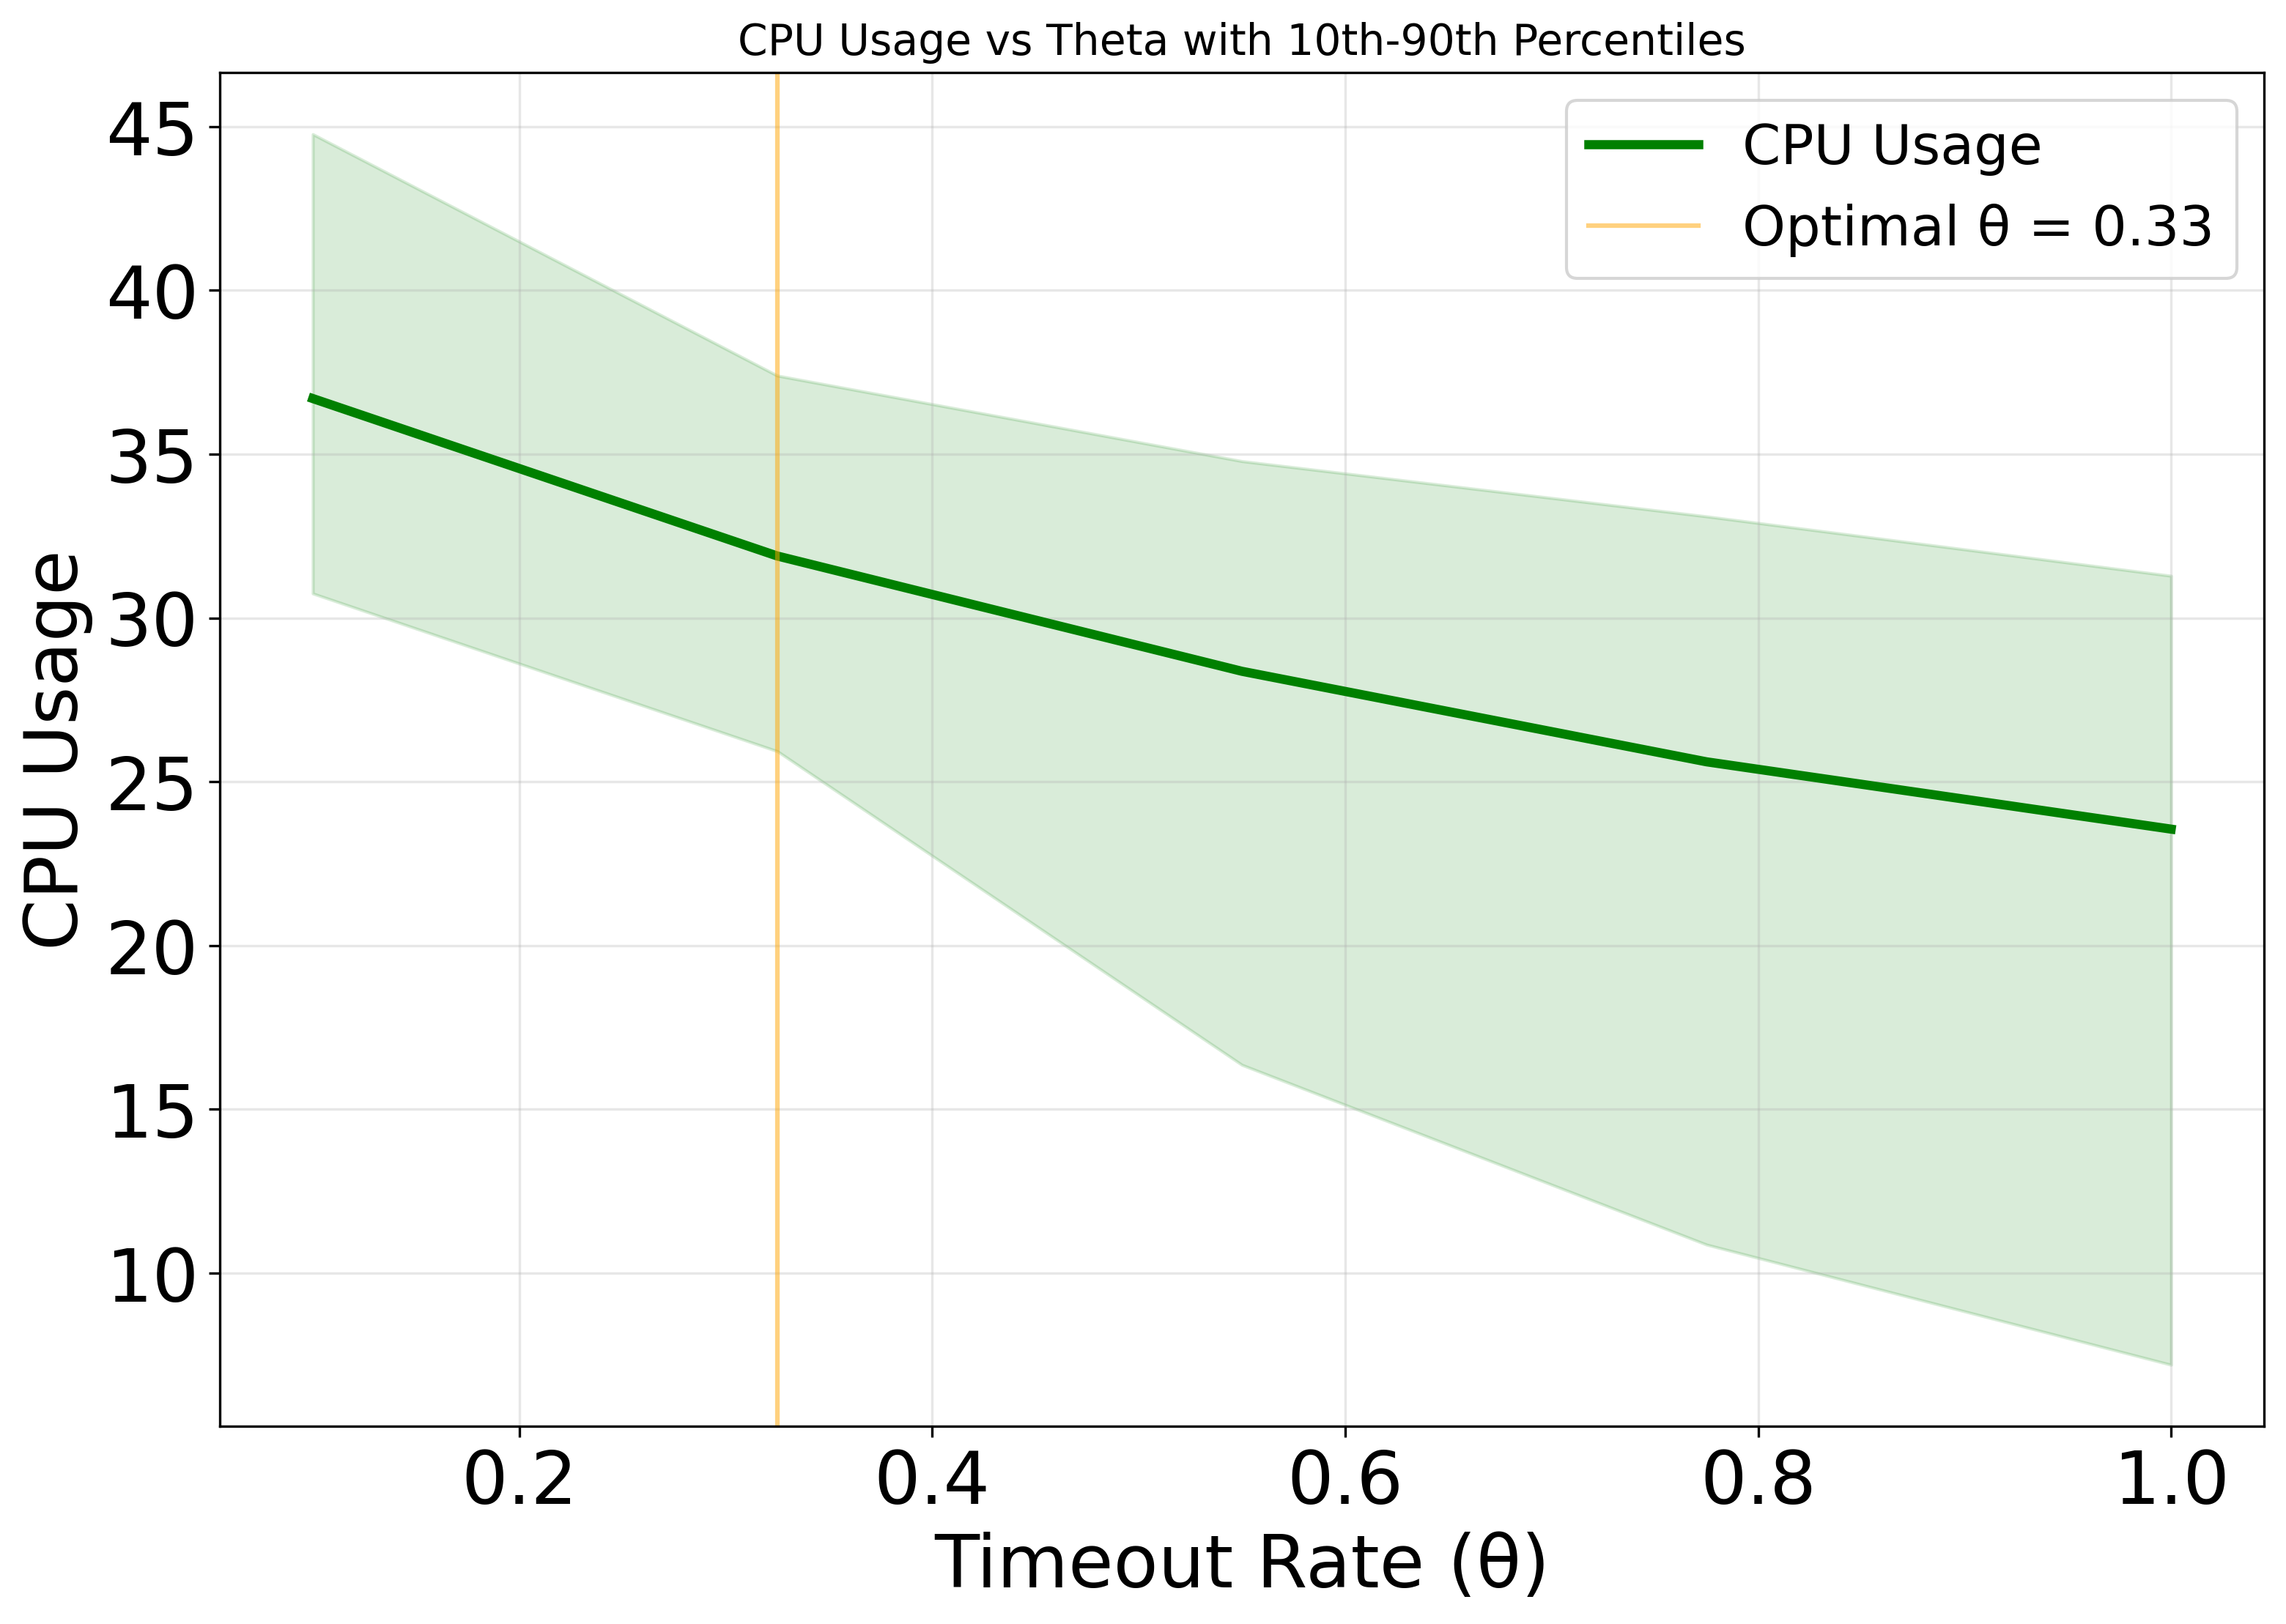 CPU Usage vs Theta with 10th-90th Percentiles
CPU Usage
Optimal θ = 0.33
45
40
35
30
25
20
15
10
CPU Usage
0.2 0.4 0.6 0.8 1.0
Timeout Rate (θ)